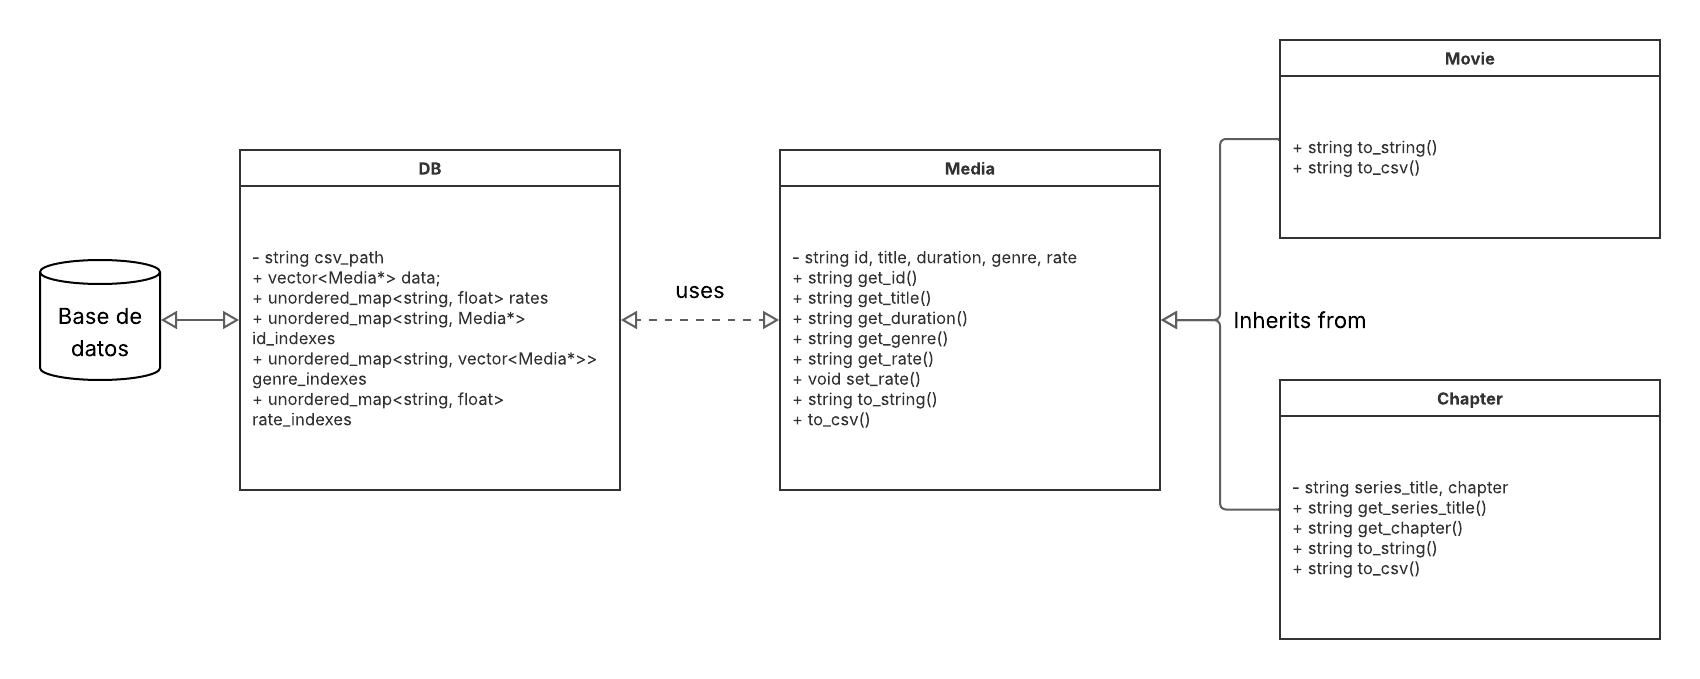 Base de
datos
DB
- string csv_path
+ vector<Media*> data;
+ unordered_map<string, float> rates
+ unordered_map<string, Media*>
id_indexes
+ unordered_map<string, vector<Media*>>
genre_indexes
+ unordered_map<string, float>
rate_indexes
uses
Media
- string id, title, duration, genre, rate
+ string get_id()
+ string get_title()
+ string get_duration()
+ string get_genre()
+ string get_rate()
+ void set_rate()
+ string to_string()
+ to_csv()
Inherits from
Movie
+ string to_string()
+ string to_csv()
Chapter
- string series_title, chapter
+ string get_series_title()
+ string get_chapter()
+ string to_string()
+ string to_csv()